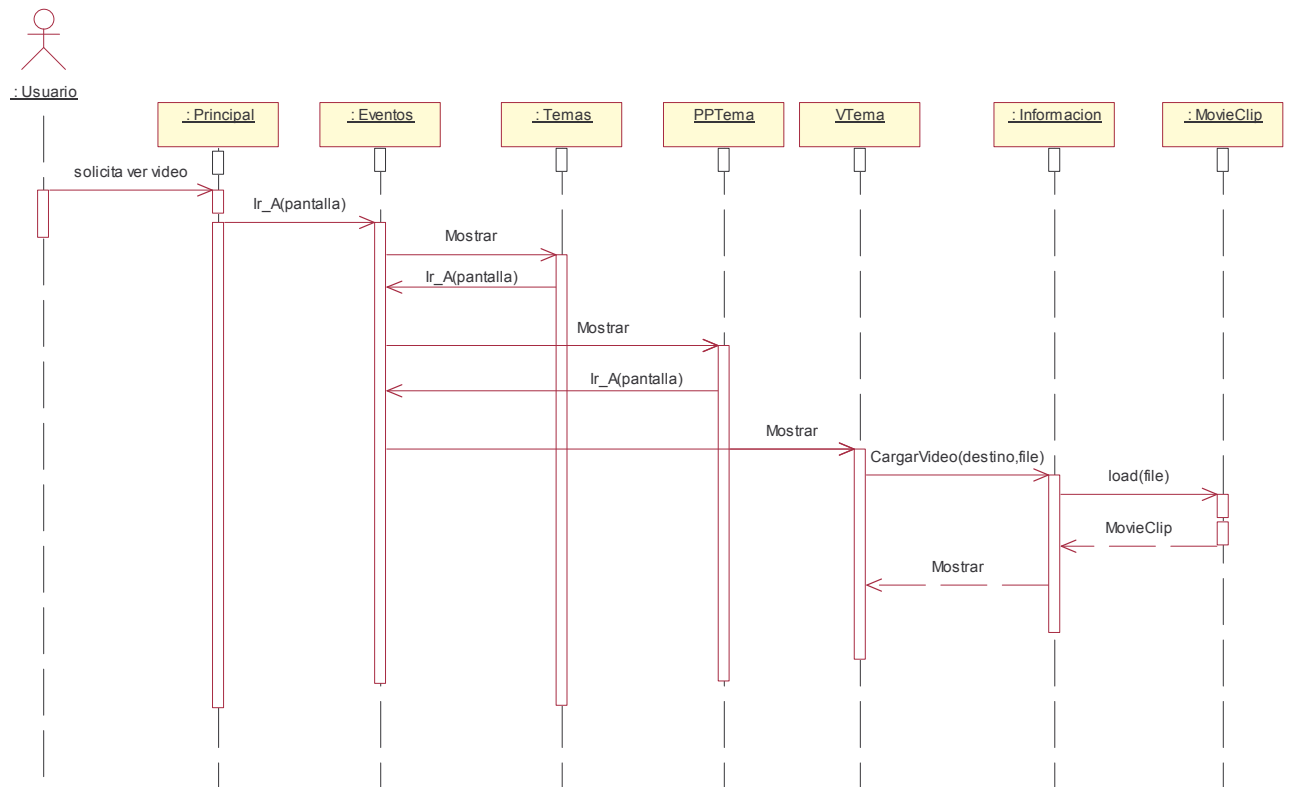 : Usuario
: Principal
: Eventos
: Temas
PPTema
VTema
: Informacion
: MovieClip
solicita ver video
Ir_A(pantalla)
Mostrar
Ir_A(pantalla)
Mostrar
Ir_A(pantalla)
Mostrar
CargarVideo(destino,file)
load(file)
MovieClip
Mostrar